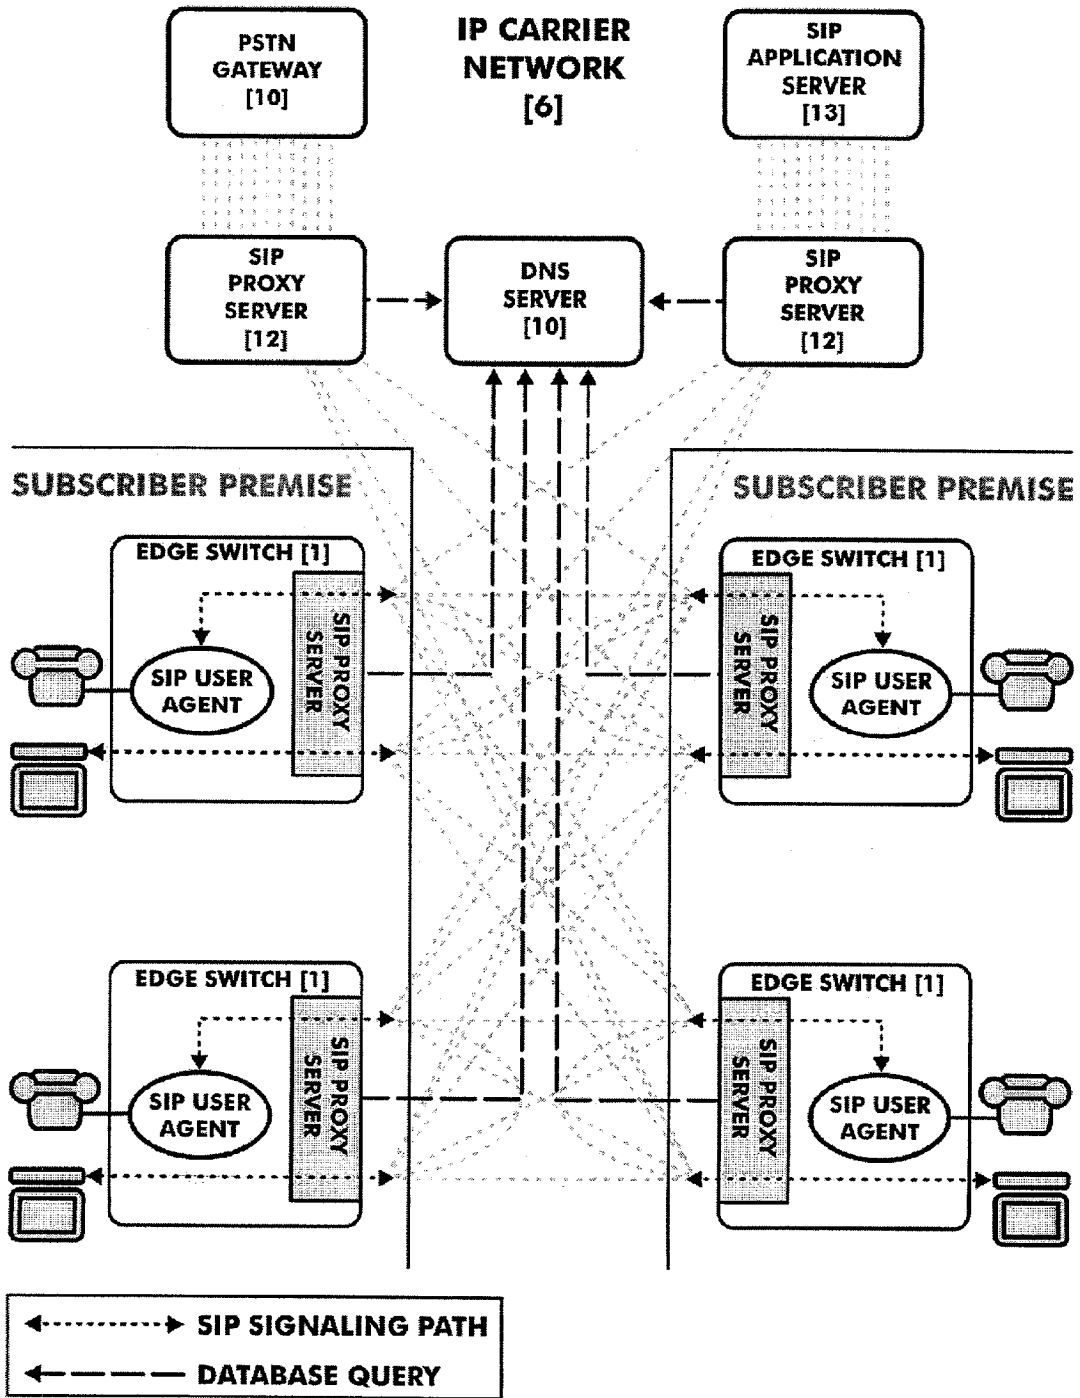 PSTN
GATEWAY
[10]
IP CARRIER
NETWORK
[6]
SIP
APPLICATION
SERVER
[13]
SIP
PROXY
SERVER
[12]
DNS
SERVER
[10]
SIP
PROXY
SERVER
[12]
SUBSCRIBER PREMISE
SUBSCRIBER PREMISE
EDGE SWITCH [1]
SIP PROXY
SERVER
SIP USER
AGENT
EDGE SWITCH [1]
SIP PROXY
SERVER
SIP USER
AGENT
EDGE SWITCH [1]
SIP PROXY
SERVER
SIP USER
AGENT
EDGE SWITCH [1]
SIP PROXY
SERVER
SIP USER
AGENT
SIP SIGNALING PATH
DATABASE QUERY